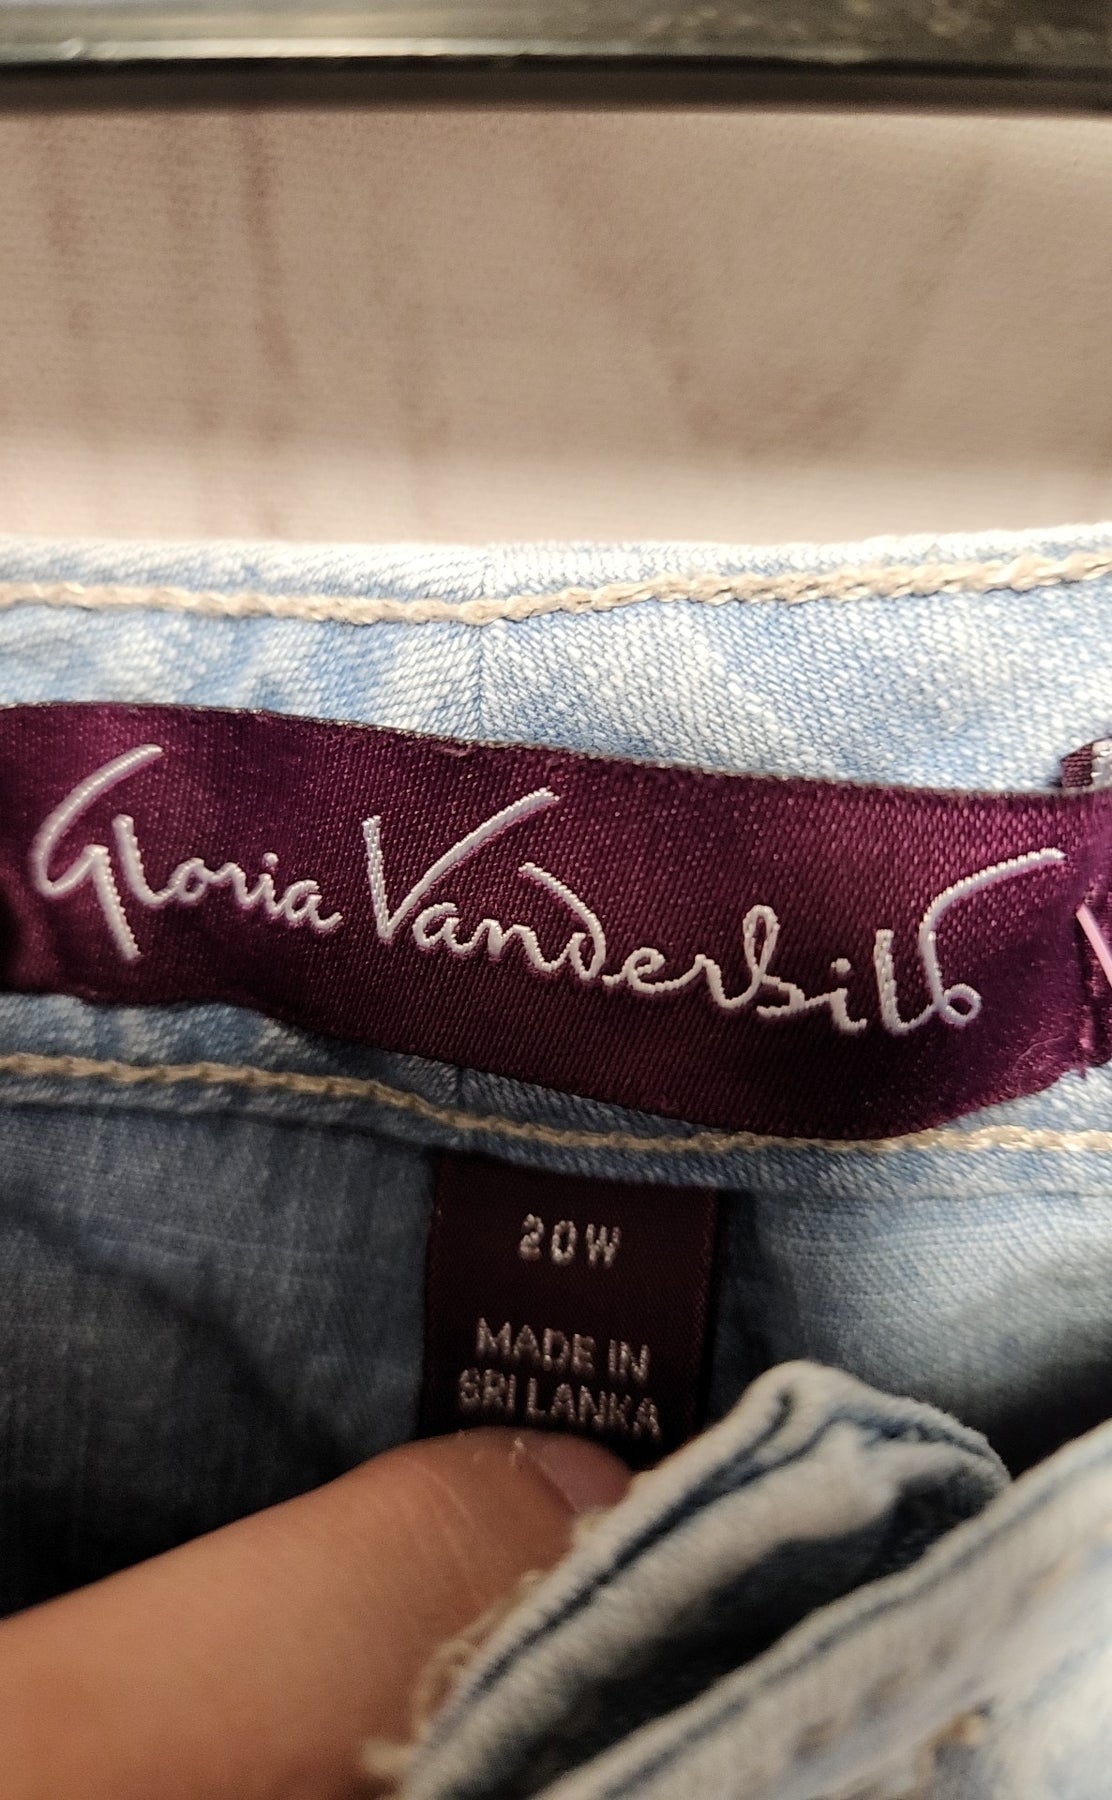 Gloria Vanderbilt
20W
MADE IN
SRI LANKA